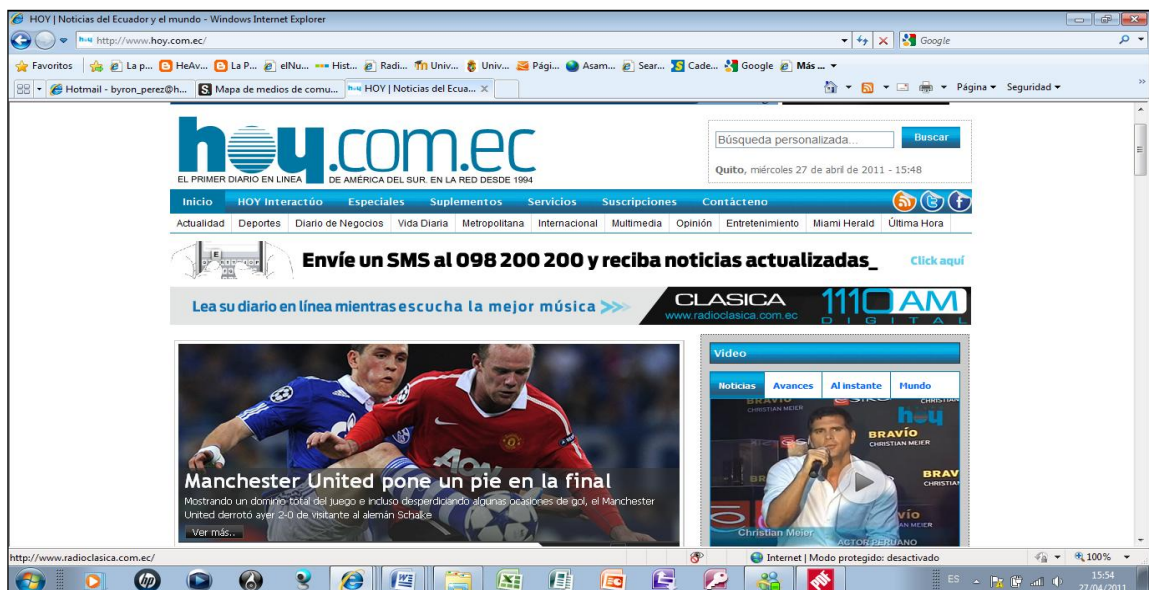 HOY | Noticias del Ecuador y el mundo - Windows Internet Explorer
http://www.hoy.com.ec/
Google
Favoritos La p... HeAv... La P... elNu... Hist... Radi... Univ... Univ... Pági... Asam... Sear... Cade... Google Más ...
Hotmail - byron_perez@h... Mapa de medios de comu... HOY | Noticias del Ecua... X Página Seguridad
hoy.com.ec
EL PRIMER DIARIO EN LINEA DE AMÉRICA DEL SUR. EN LA RED DESDE 1994
Búsqueda personalizada... Buscar
Quito, miércoles 27 de abril de 2011 - 15:48
Inicio HOY Interactúo Especiales Suplementos Servicios Suscripciones Contácteno
Actualidad Deportes Diario de Negocios Vida Diaria Metropolitana Internacional Multimedia Opinión Entretenimiento Miami Herald Última Hora
Envíe un SMS al 098 200 200 y reciba noticias actualizadas_ Click aquí
Lea su diario en línea mientras escucha la mejor música >>>
CLASICA
www.radioclasica.com.ec
1110 AM
DIGITAL
Manchester United pone un pie en la final
Mostrando un dominio total del juego e incluso desperdiciando algunas ocasiones de gol, el Manchester
United derrotó ayer 2-0 de visitante al alemán Schalke
Ver más..
AON
Video
Noticias Avances Al instante Mundo
BRAVÍO
CHRISTIAN MEIER
hoy
BRAVÍO
CHRISTIAN MEIER
BRAV
CHRISTIAN
Christian Meier
ACTOR PERUANO
http://www.radioclasica.com.ec/
Internet | Modo protegido: desactivado
100%
ES
15:54
27/04/2011